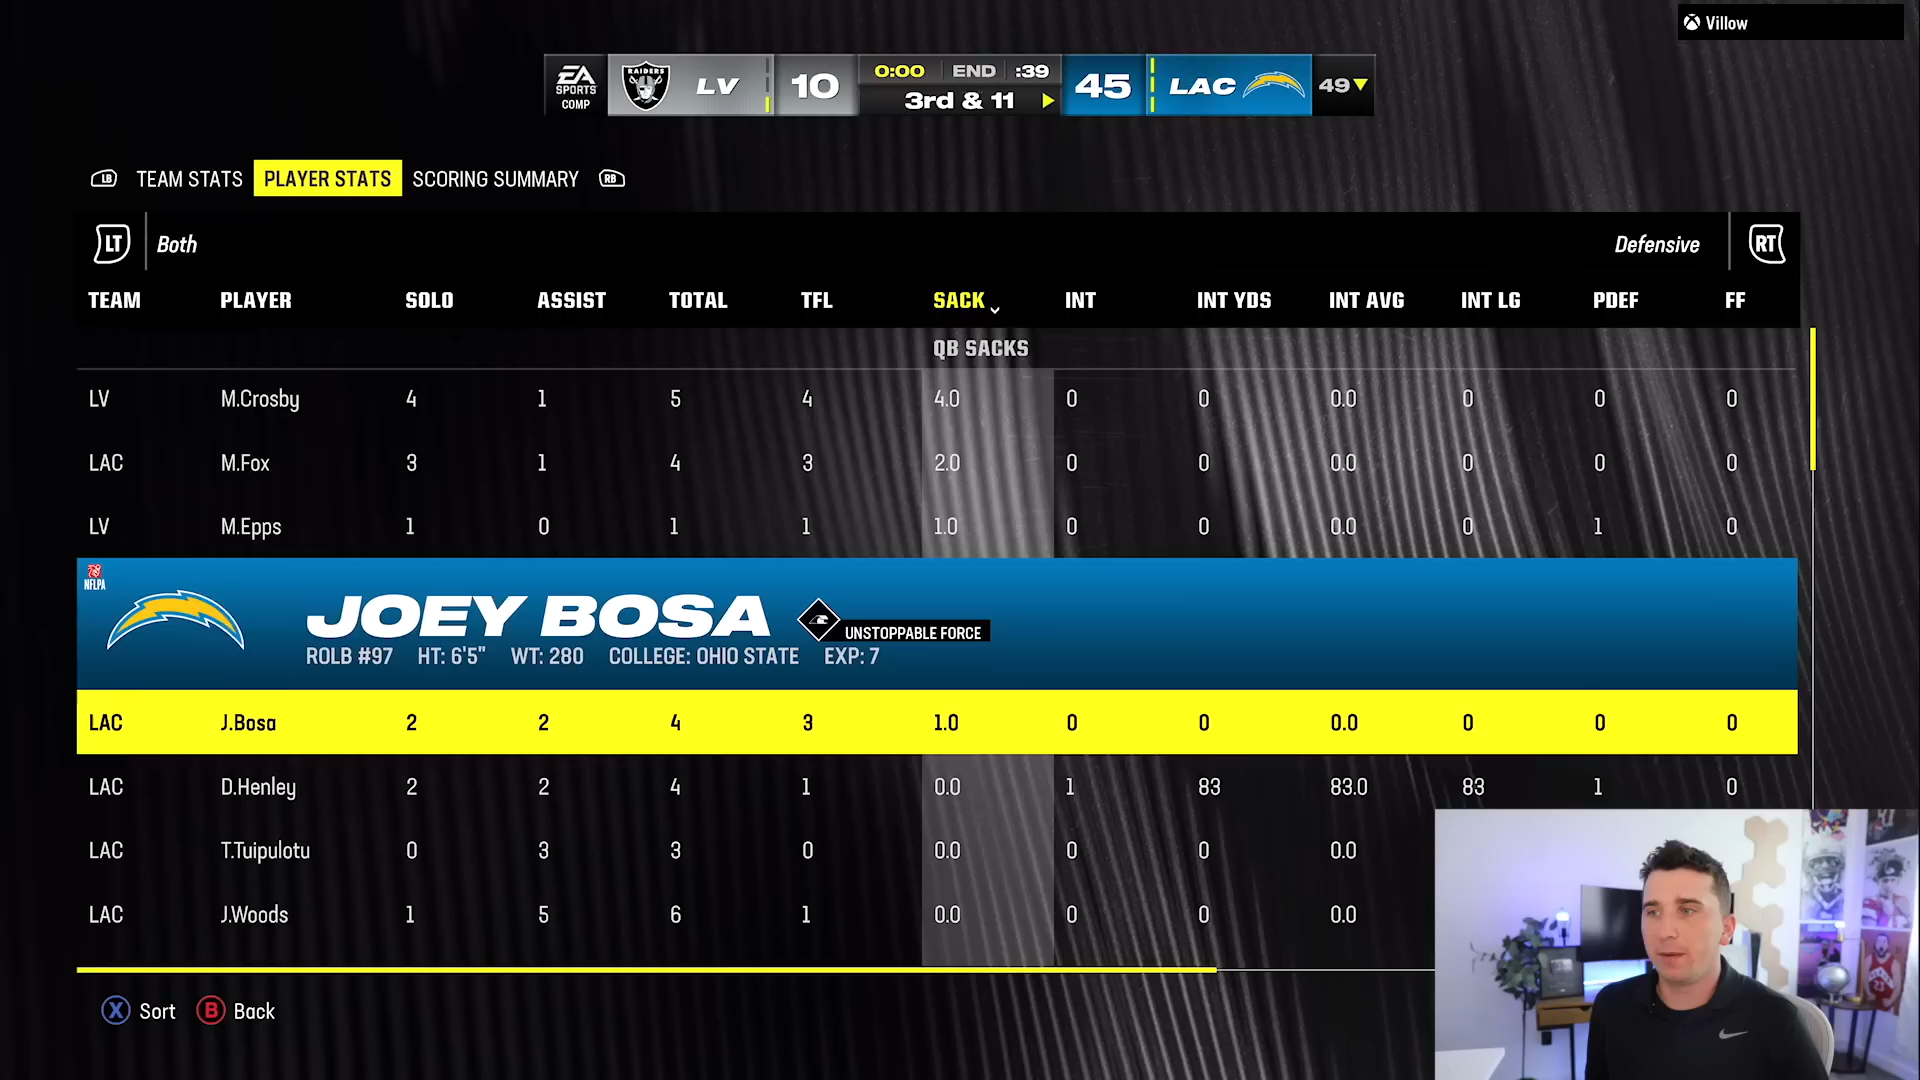 Villow
EA SPORTS COMP
RAIDERS
LV 10 0:00 END :39 3rd & 11 45 LAC 49
LB TEAM STATS PLAYER STATS SCORING SUMMARY RB
LT Both Defensive RT
TEAM PLAYER SOLO ASSIST TOTAL TFL SACK INT INT YDS INT AVG INT LG PDEF FF
QB SACKS
LV M.Crosby 4 1 5 4 4.0 0 0 0.0 0 0 0
LAC M.Fox 3 1 4 3 2.0 0 0 0.0 0 0 0
LV M.Epps 1 0 1 1 1.0 0 0 0.0 0 1 0
NFLPA
JOEY BOSA UNSTOPPABLE FORCE
ROLB #97 HT: 6'5" WT: 280 COLLEGE: OHIO STATE EXP: 7
LAC J.Bosa 2 2 4 3 1.0 0 0 0.0 0 0 0
LAC D.Henley 2 2 4 1 0.0 1 83 83.0 83 1 0
LAC T.Tuipulotu 0 3 3 0 0.0 0 0 0.0
LAC J.Woods 1 5 6 1 0.0 0 0 0.0
X Sort B Back